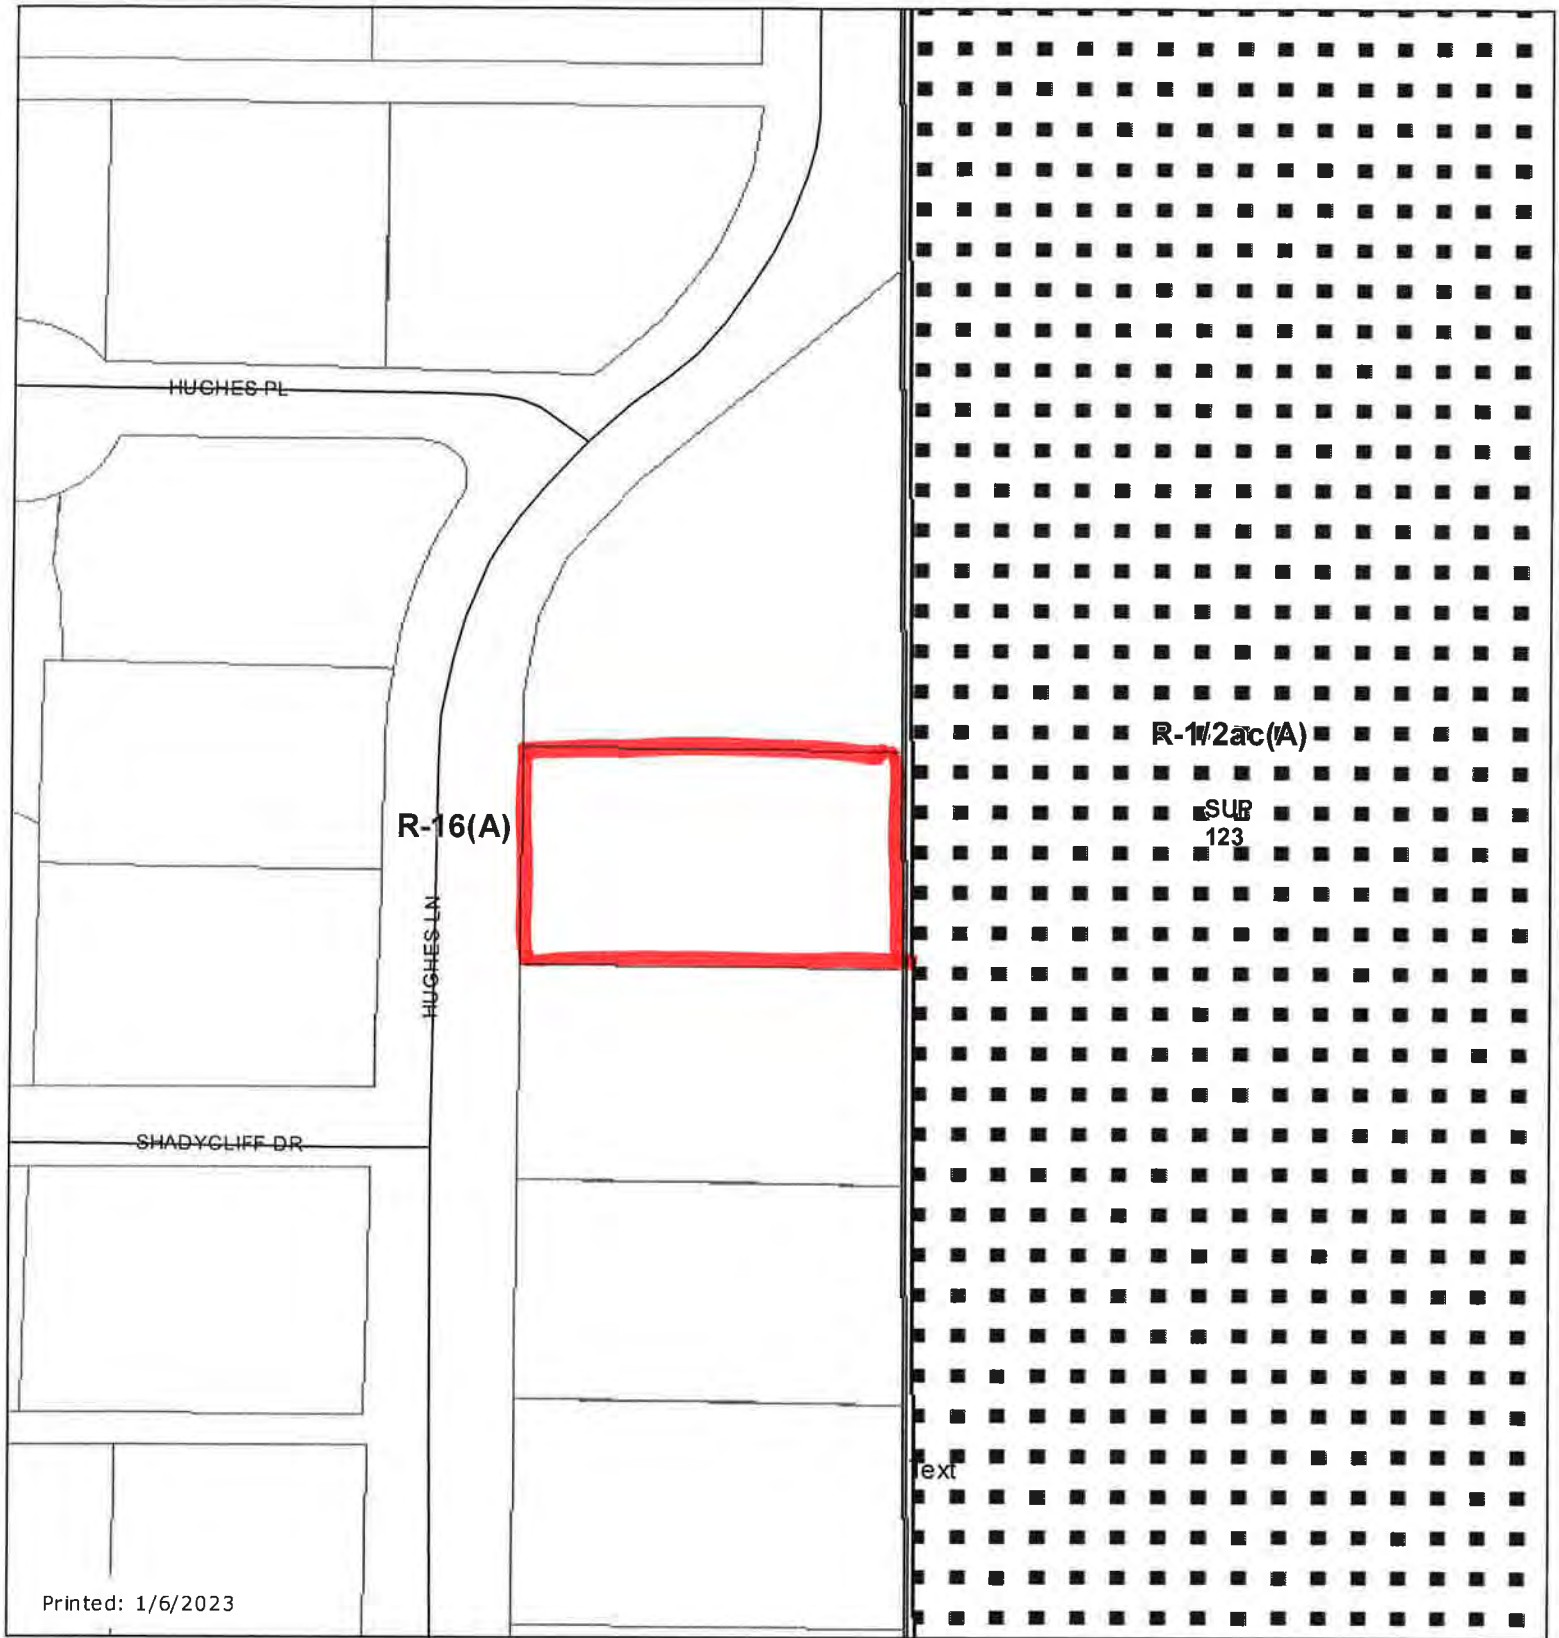 HUGHES PL
R-1/2ac(A)
SUP
123
R-16(A)
HUGHES LN
SHADYCLIFF DR
Text
Printed: 1/6/2023